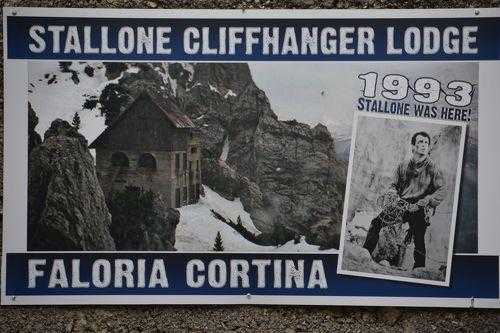 STALLONE CLIFFHANGER LODGE
1993
STALLONE WAS HERE!
FALORIA CORTINA